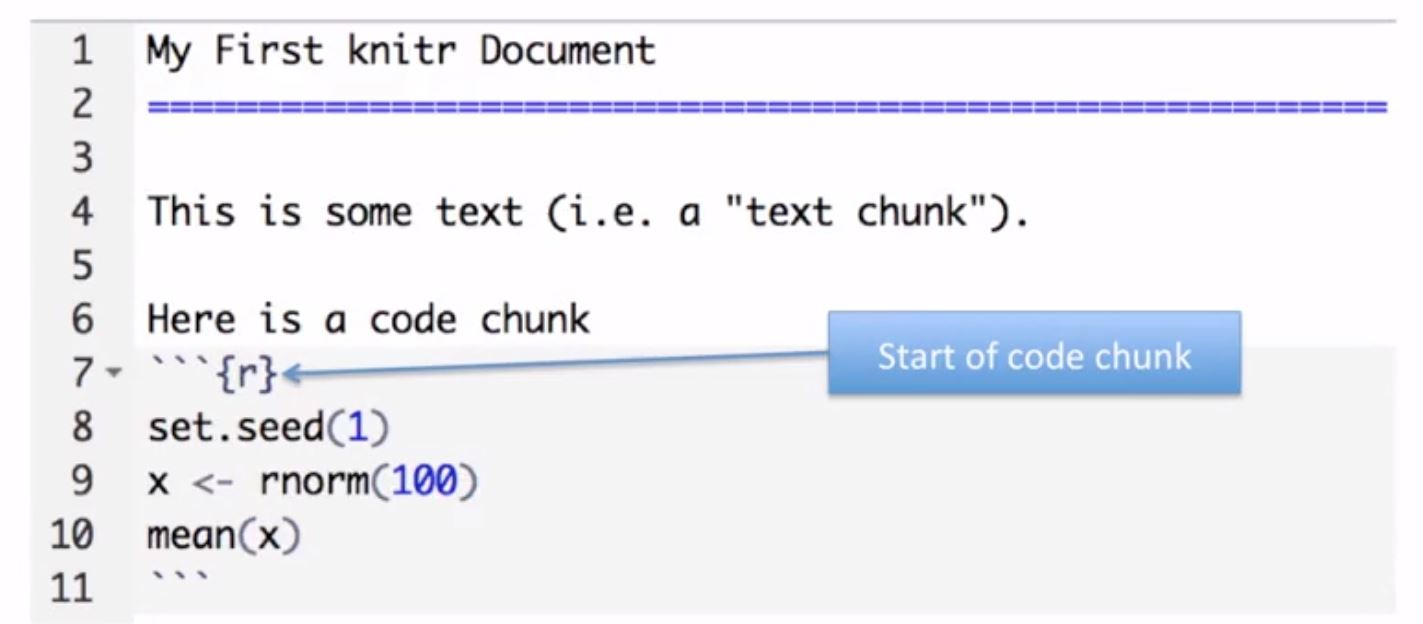 1 My First knitr Document
2 ========================================================
3
4 This is some text (i.e. a "text chunk").
5
6 Here is a code chunk
7 ```{r}
Start of code chunk
8 set.seed(1)
9 x <- rnorm(100)
10 mean(x)
11 ```